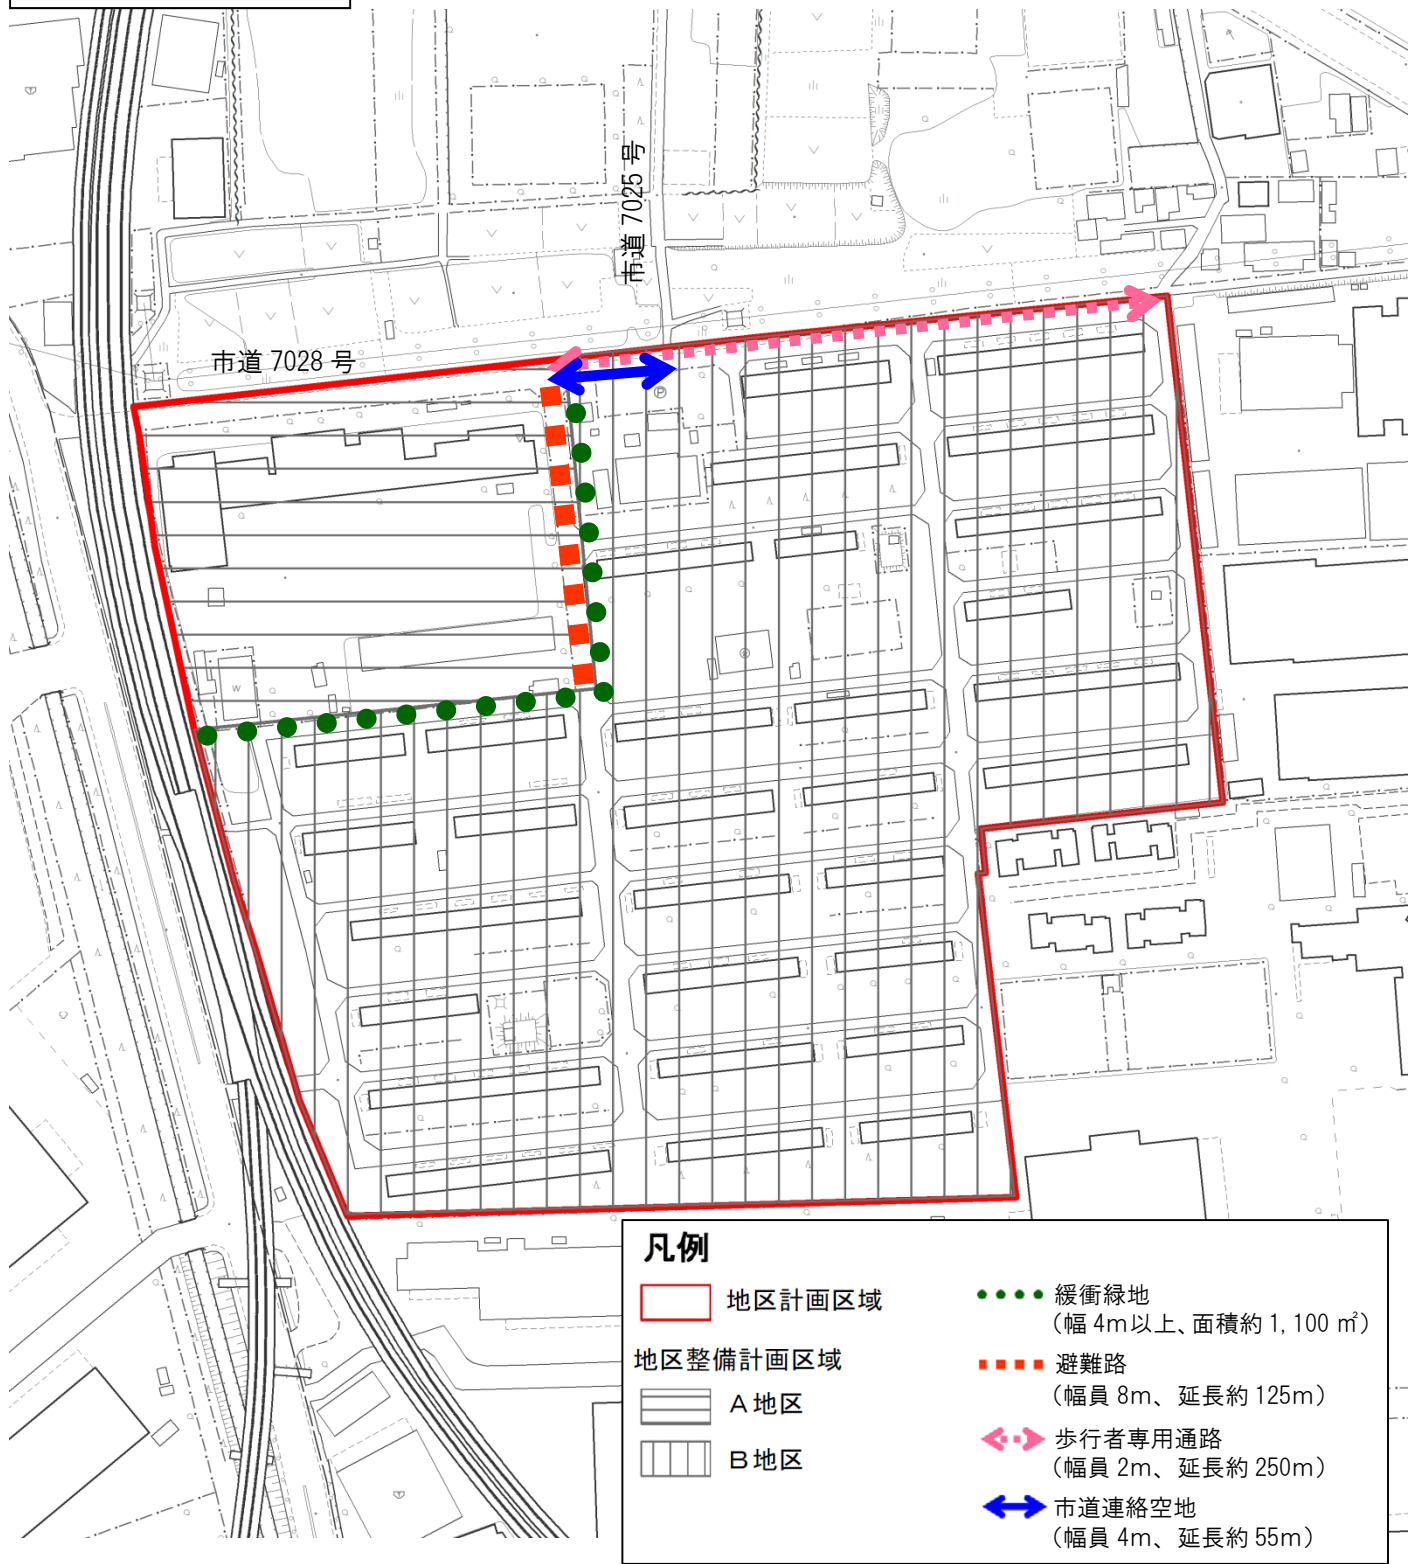 市道 7025 号
市道 7028 号
凡例
地区計画区域
地区整備計画区域
A地区
B地区
緩衝緑地
(幅 4m以上、面積約 1,100 ㎡)
避難路
(幅員 8m、延長約 125m)
歩行者専用通路
(幅員 2m、延長約 250m)
市道連絡空地
(幅員 4m、延長約 55m)